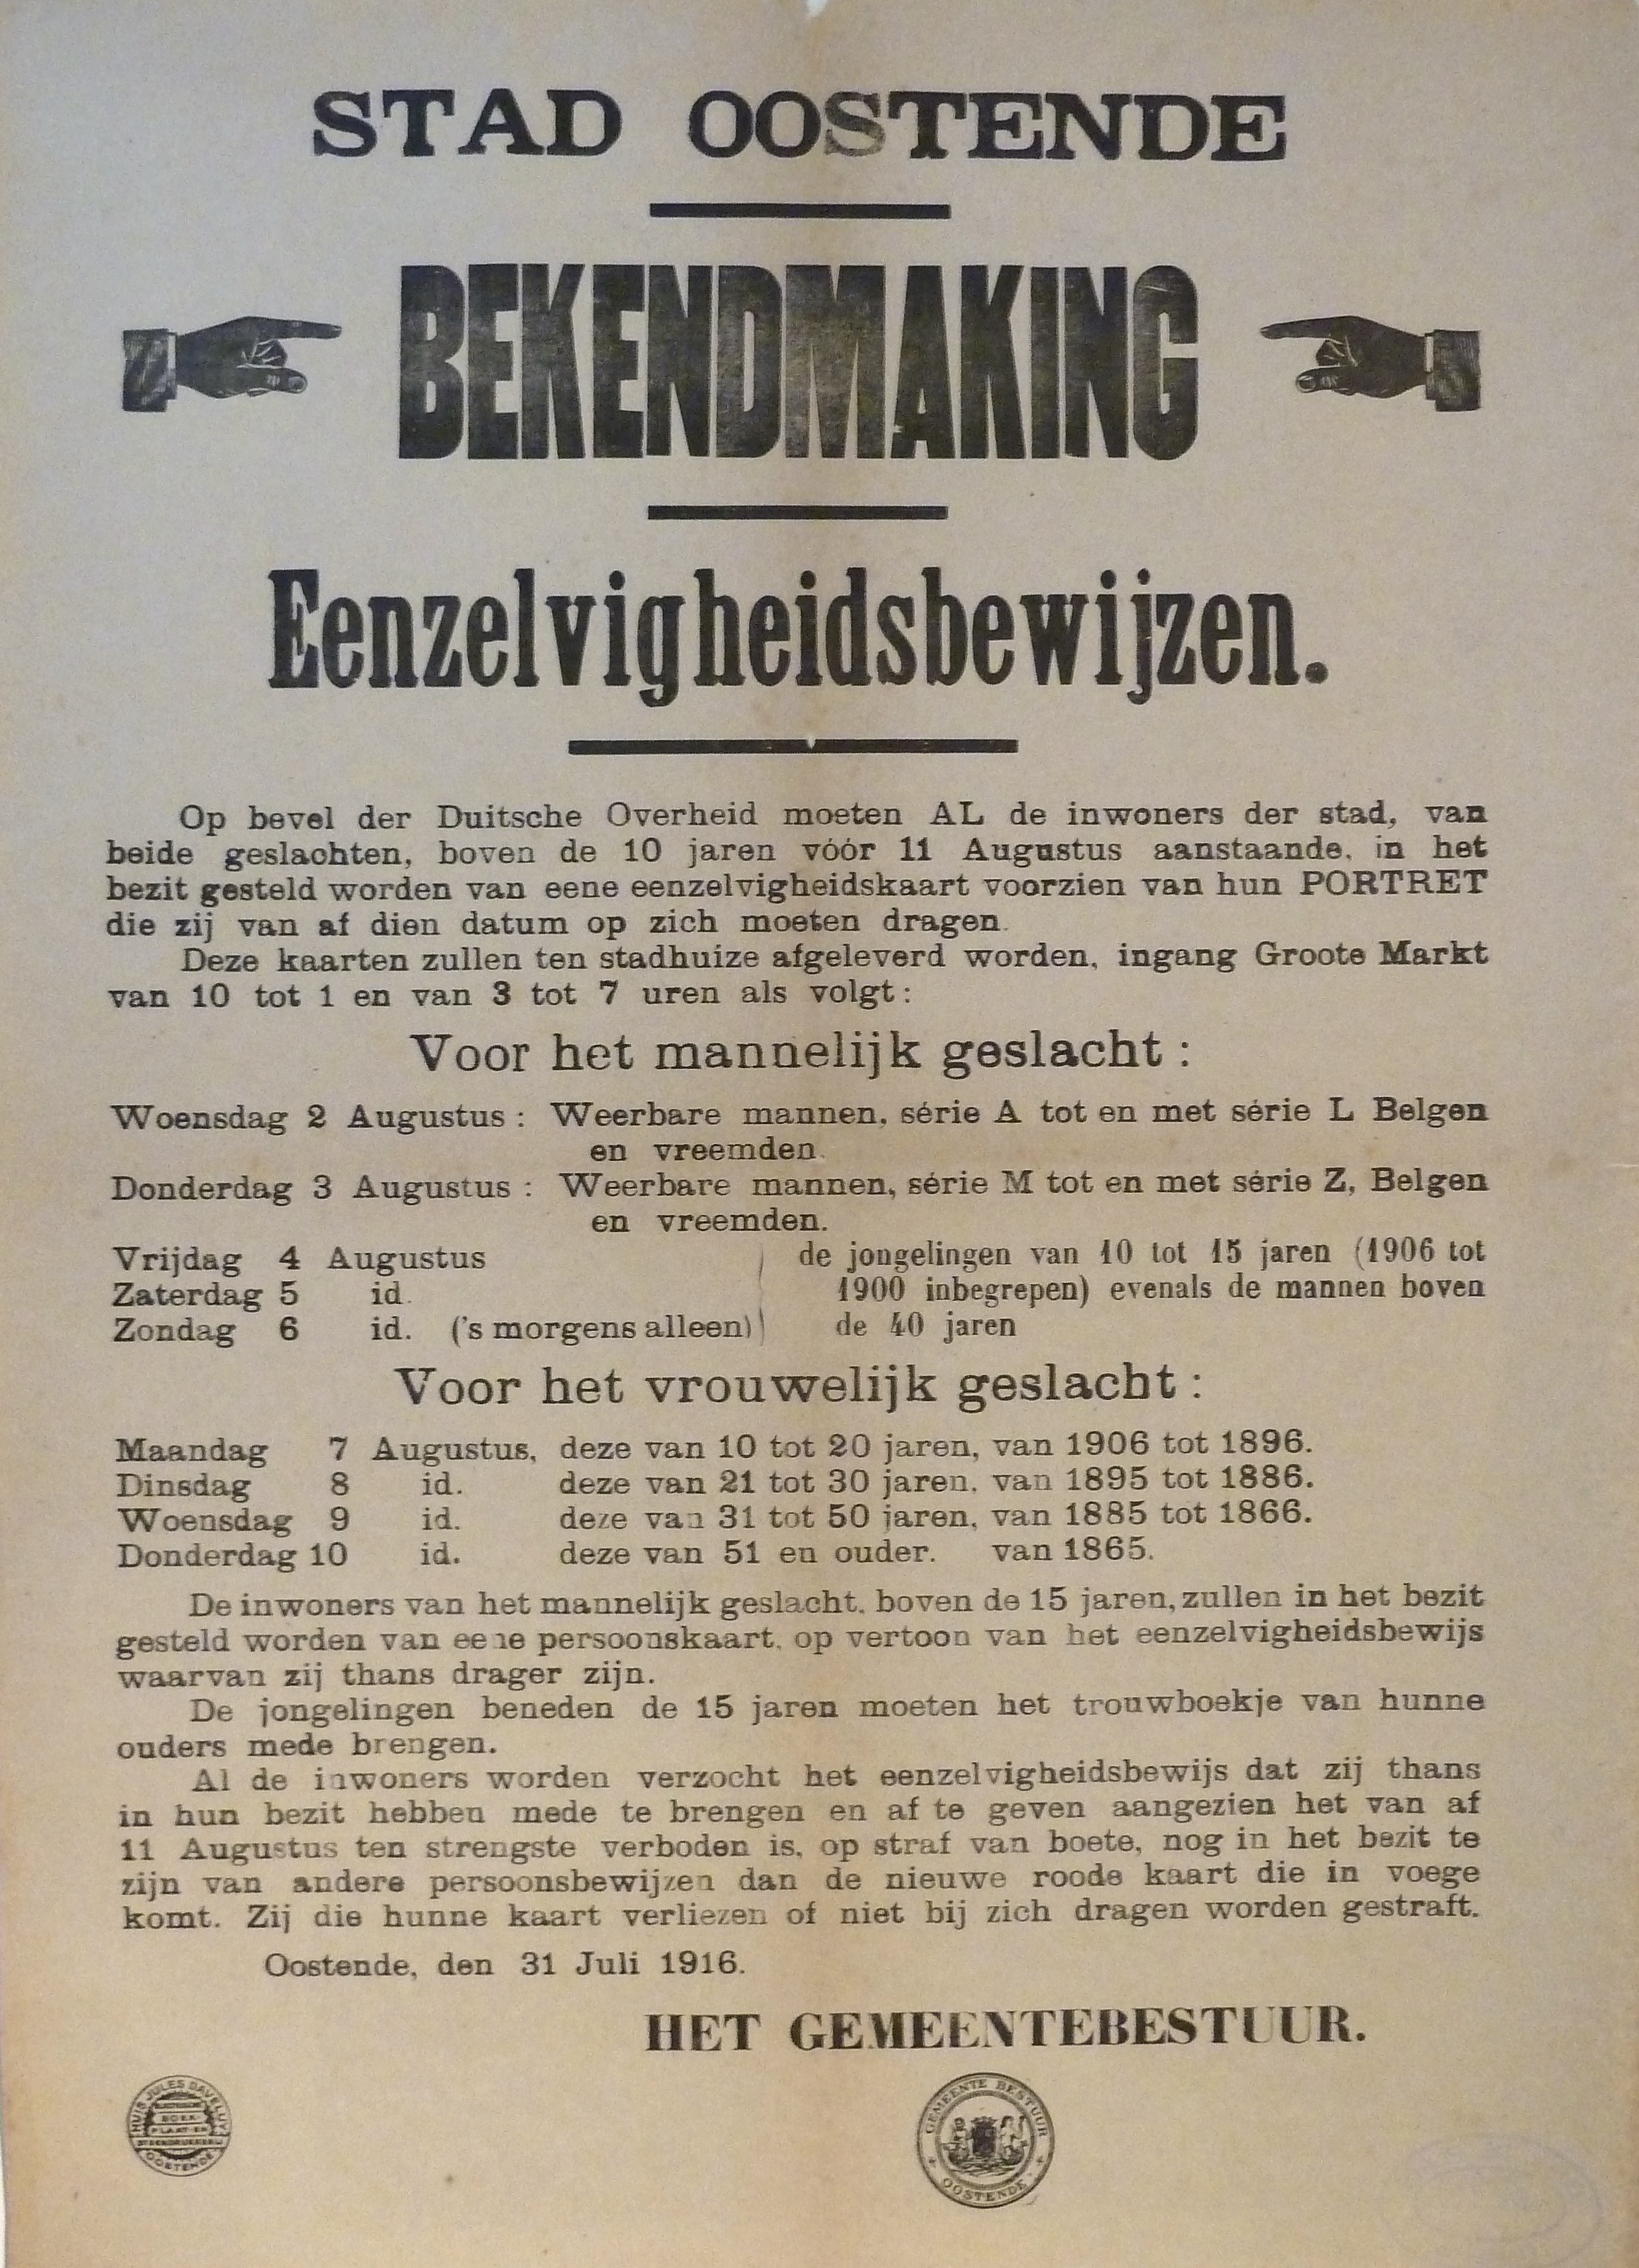 STAD OOSTENDE
BEKENDMAKING
Eenzelvigheidsbewijzen.
Op bevel der Duitsche Overheid moeten AL de inwoners der stad, van
beide geslachten, boven de 10 jaren vóór 11 Augustus aanstaande, in het
bezit gesteld worden van eene eenzelvigheidskaart voorzien van hun PORTRET
die zij van af dien datum op zich moeten dragen.
Deze kaarten zullen ten stadhuize afgeleverd worden, ingang Groote Markt
van 10 tot 1 en van 3 tot 7 uren als volgt:
Voor het mannelijk geslacht:
Woensdag 2 Augustus: Weerbare mannen, série A tot en met série L Belgen
en vreemden.
Donderdag 3 Augustus: Weerbare mannen, série M tot en met série Z, Belgen
en vreemden.
Vrijdag 4 Augustus de jongelingen van 10 tot 15 jaren (1906 tot
Zaterdag 5 id. 1900 inbegrepen) evenals de mannen boven
Zondag 6 id. ('s morgens alleen) de 40 jaren
Voor het vrouwelijk geslacht:
Maandag 7 Augustus, deze van 10 tot 20 jaren, van 1906 tot 1896.
Dinsdag 8 id. deze van 21 tot 30 jaren, van 1895 tot 1886.
Woensdag 9 id. deze van 31 tot 50 jaren, van 1885 tot 1866.
Donderdag 10 id. deze van 51 en ouder. van 1865.
De inwoners van het mannelijk geslacht, boven de 15 jaren, zullen in het bezit
gesteld worden van eene persoonskaart, op vertoon van het eenzelvigheidsbewijs
waarvan zij thans drager zijn.
De jongelingen beneden de 15 jaren moeten het trouwboekje van hunne
ouders mede brengen.
Al de inwoners worden verzocht het eenzelvigheidsbewijs dat zij thans
in hun bezit hebben mede te brengen en af te geven aangezien het van af
11 Augustus ten strengste verboden is, op straf van boete, nog in het bezit te
zijn van andere persoonsbewijzen dan de nieuwe roode kaart die in voege
komt. Zij die hunne kaart verliezen of niet bij zich dragen worden gestraft.
Oostende, den 31 Juli 1916.
HET GEMEENTEBESTUUR.
HUIS JULES DAVELUY
BOEK
PLAAT-EN
STEENDRUKKERIJ
OOSTENDE
GEMEENTE BESTUUR
OOSTENDE